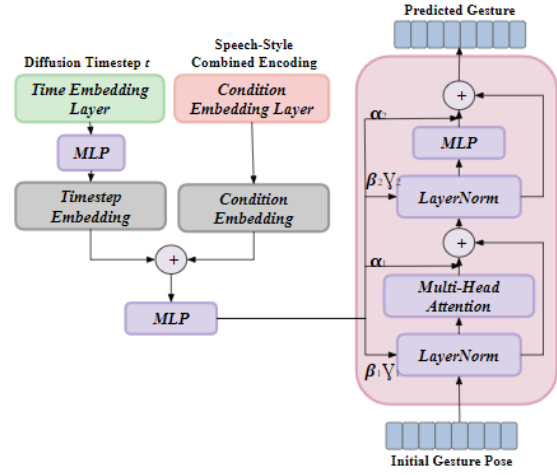 Predicted Gesture
Diffusion Timestep t
Speech-Style
Combined Encoding
Time Embedding
Layer
Condition
Embedding Layer
+
α2
MLP
MLP
β2γ2
LayerNorm
Timestep
Embedding
Condition
Embedding
+
+
α1
Multi-Head
Attention
MLP
LayerNorm
β1γ1
Initial Gesture Pose